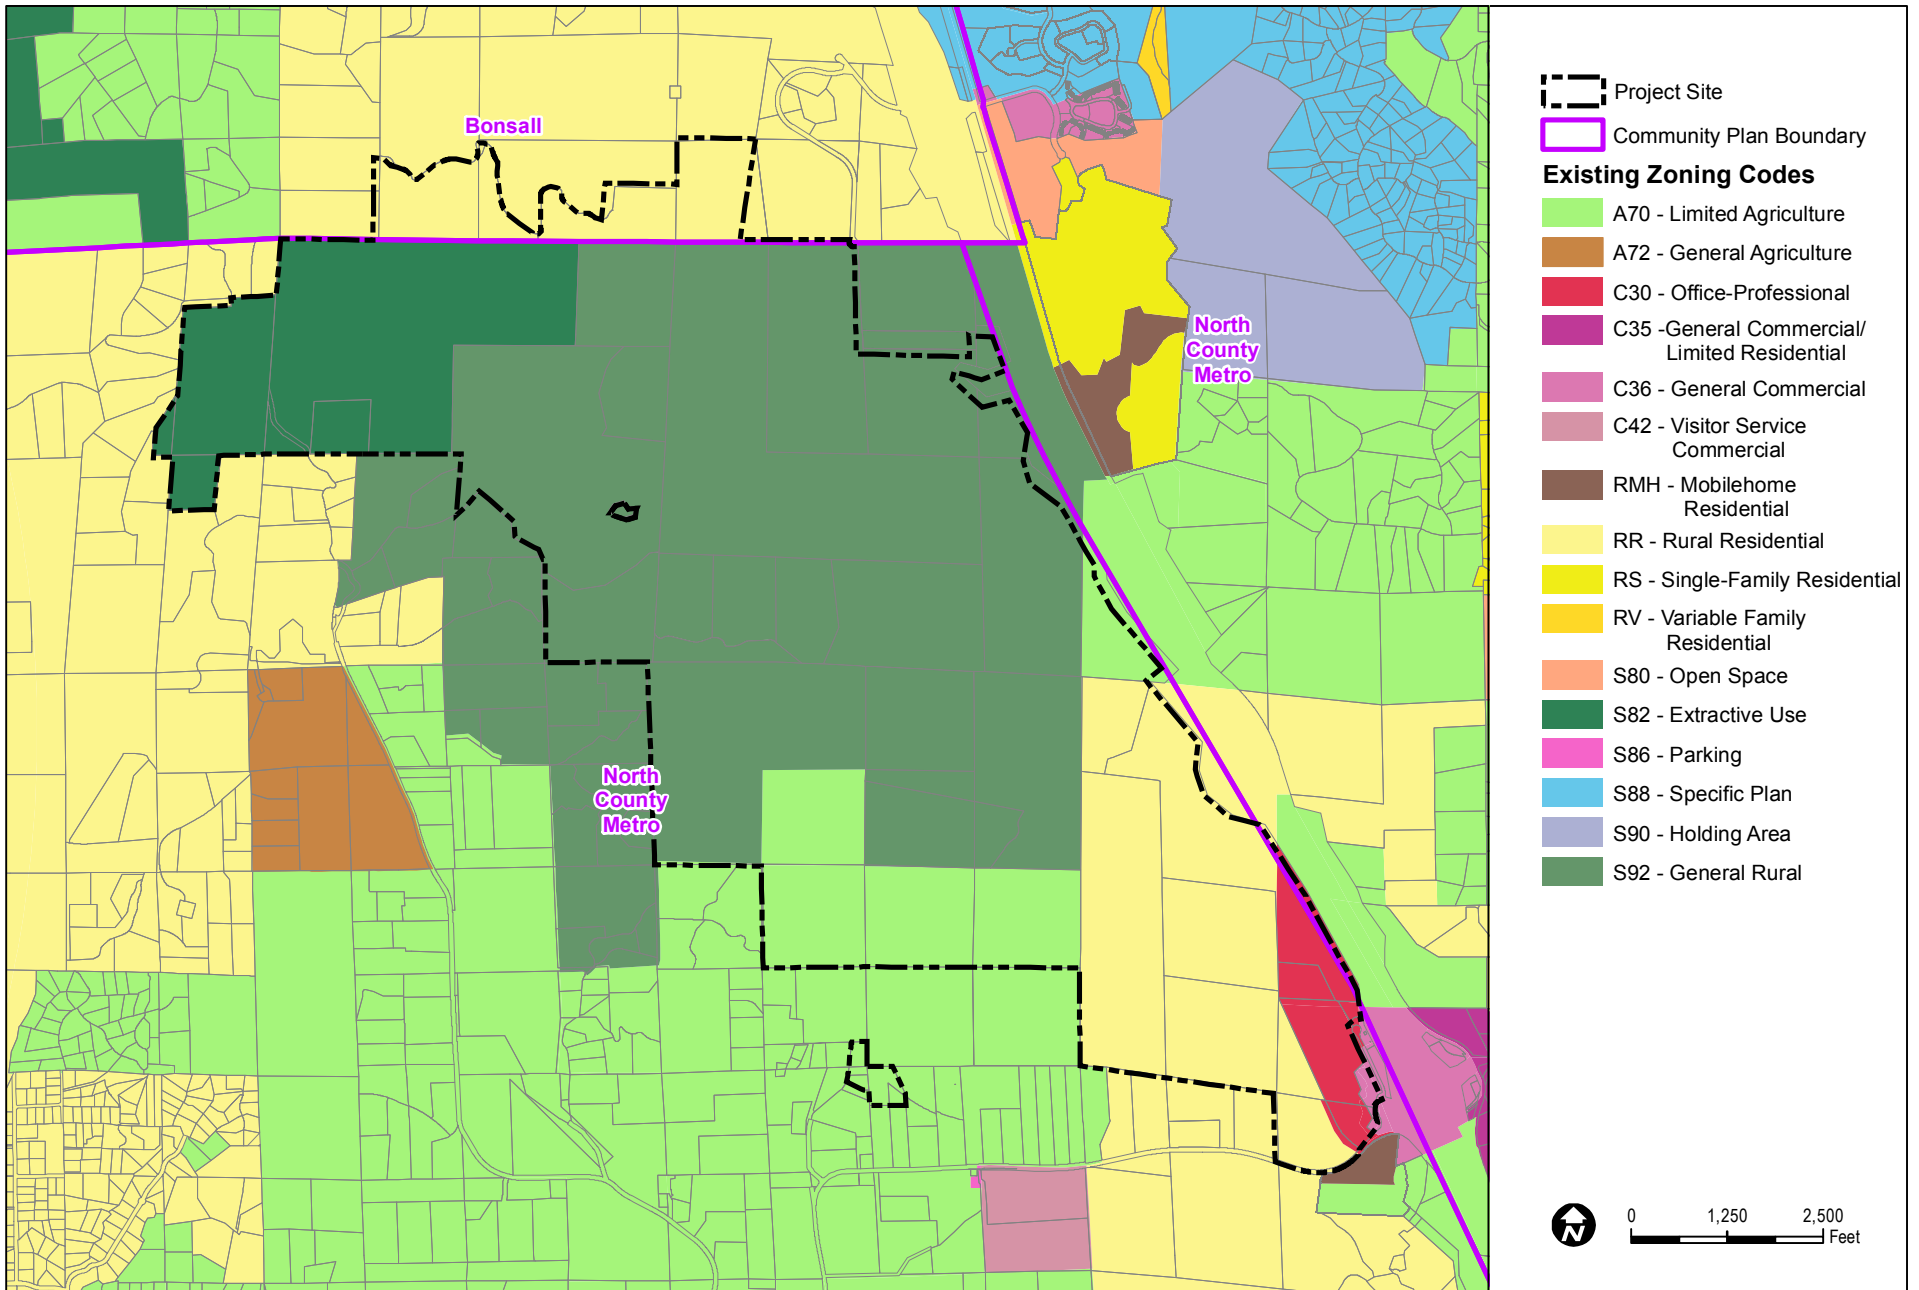 Bonsall
North
County
Metro
North
County
Metro
Project Site
Community Plan Boundary
Existing Zoning Codes
A70 - Limited Agriculture
A72 - General Agriculture
C30 - Office-Professional
C35 -General Commercial/
Limited Residential
C36 - General Commercial
C42 - Visitor Service
Commercial
RMH - Mobilehome
Residential
RR - Rural Residential
RS - Single-Family Residential
RV - Variable Family
Residential
S80 - Open Space
S82 - Extractive Use
S86 - Parking
S88 - Specific Plan
S90 - Holding Area
S92 - General Rural
N
0 1,250 2,500
Feet